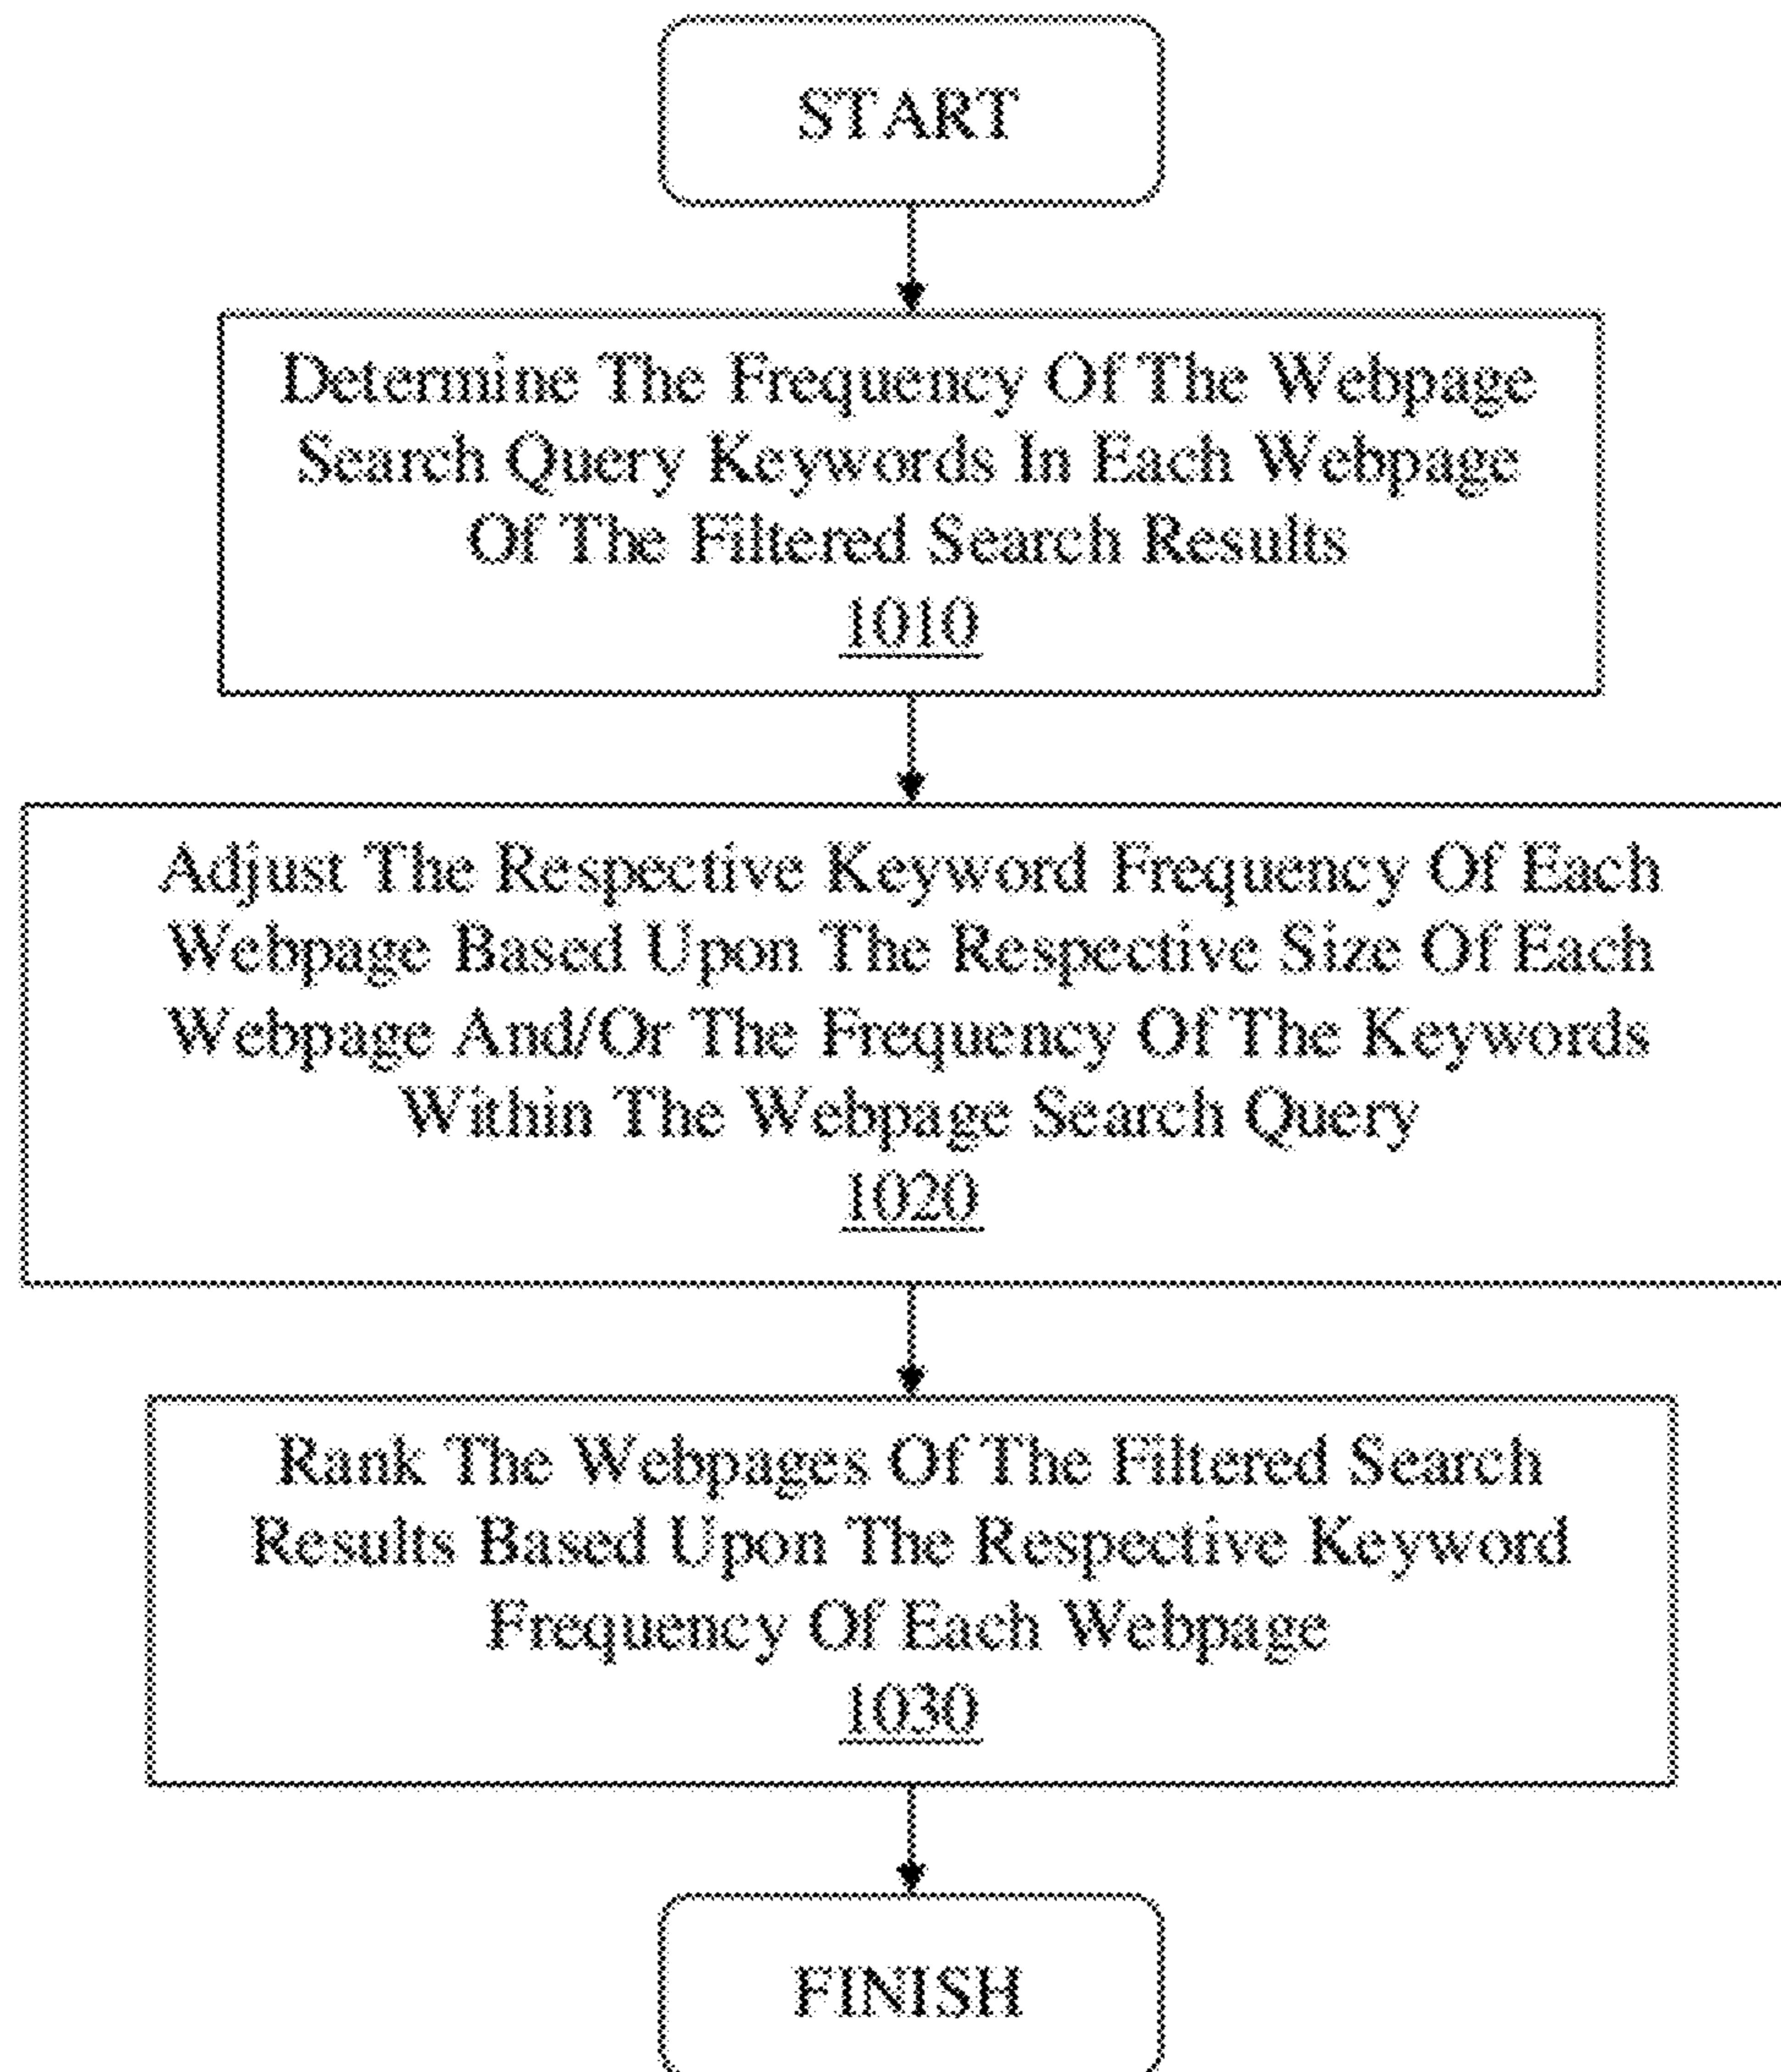 START
Determine The Frequency Of The Webpage
Search Query Keywords In Each Webpage
Of The Filtered Search Results
1010
Adjust The Respective Keyword Frequency Of Each
Webpage Based Upon The Respective Size Of Each
Webpage And/Or The Frequency Of The Keywords
Within The Webpage Search Query
1020
Rank The Webpages Of The Filtered Search
Results Based Upon The Respective Keyword
Frequency Of Each Webpage
1030
FINISH